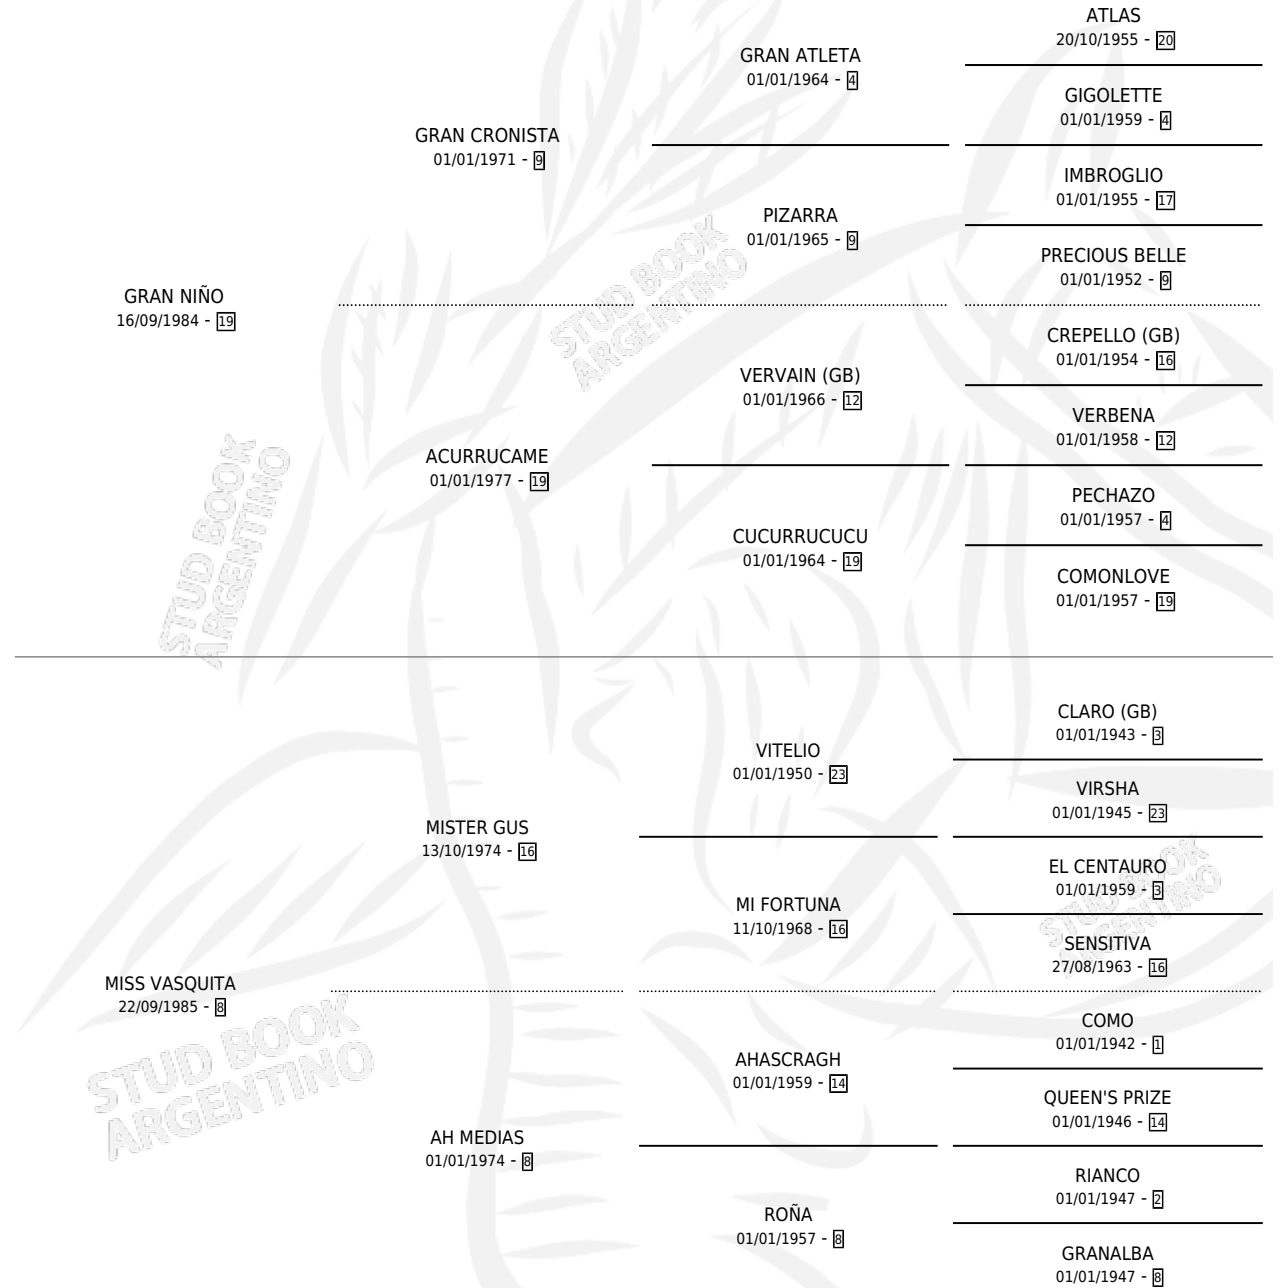 ATLAS
20/10/1955 - 20
GRAN ATLETA
01/01/1964 - 4
GIGOLETTE
01/01/1959 - 4
GRAN CRONISTA
01/01/1971 - 9
IMBROGLIO
01/01/1955 - 17
PIZARRA
01/01/1965 - 9
PRECIOUS BELLE
01/01/1952 - 9
GRAN NIÑO
16/09/1984 - 19
STUD BOOK
ARGENTINO
CREPELLO (GB)
01/01/1954 - 16
VERVAIN (GB)
01/01/1966 - 12
VERBENA
01/01/1958 - 12
ACURRUCAME
01/01/1977 - 19
PECHAZO
01/01/1957 - 4
CUCURRUCUCU
01/01/1964 - 19
COMONLOVE
01/01/1957 - 19
STUD BOOK
ARGENTINO
CLARO (GB)
01/01/1943 - 3
VITELIO
01/01/1950 - 23
VIRSHA
01/01/1945 - 23
MISTER GUS
13/10/1974 - 16
EL CENTAURO
01/01/1959 - 3
MI FORTUNA
11/10/1968 - 16
SENSITIVA
27/08/1963 - 16
STUD BOOK
ARGENTINO
MISS VASQUITA
22/09/1985 - 8
COMO
01/01/1942 - 1
AHASCRAGH
01/01/1959 - 14
QUEEN'S PRIZE
01/01/1946 - 14
STUD BOOK
ARGENTINO
AH MEDIAS
01/01/1974 - 8
RIANCO
01/01/1947 - 2
ROÑA
01/01/1957 - 8
GRANALBA
01/01/1947 - 8